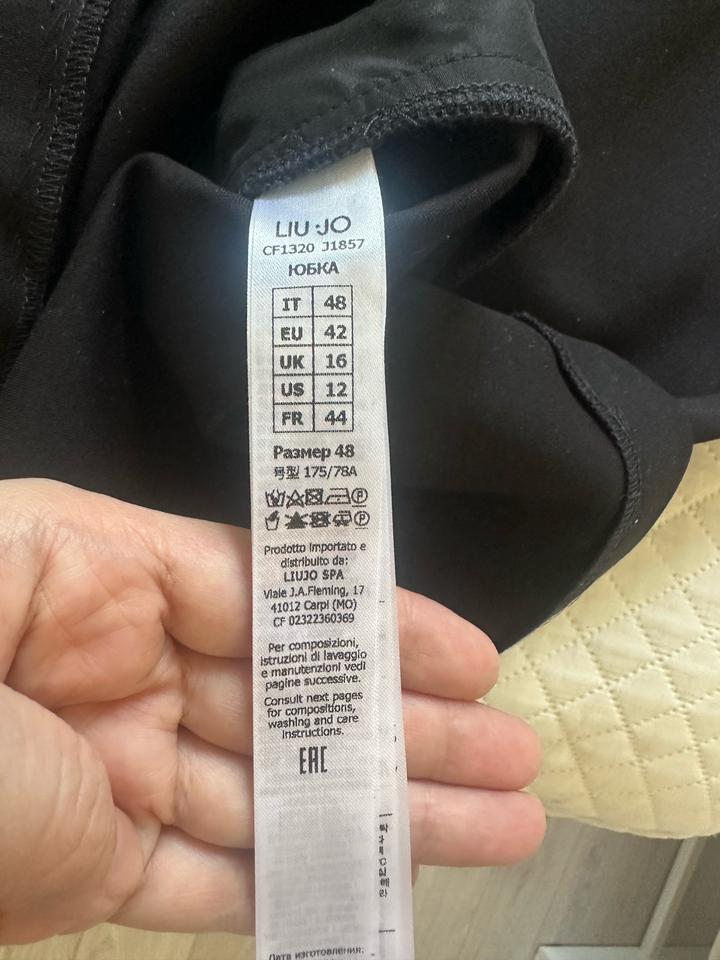 LIU·JO
CF1320 J1857
ЮБКА
IT 48
EU 42
UK 16
US 12
FR 44
Размер 48
号型 175/78A
Prodotto importato e
distribuito da:
LIUJO SPA
Viale J.A.Fleming, 17
41012 Carpi (MO)
CF 02322360369
Per composizioni,
istruzioni di lavaggio
e manutenzioni vedi
pagine successive.
Consult next pages
for compositions,
washing and care
instructions.
EAC
Дата изготовления: